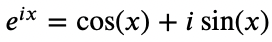 e^{ix} = cos(x) + i sin(x)